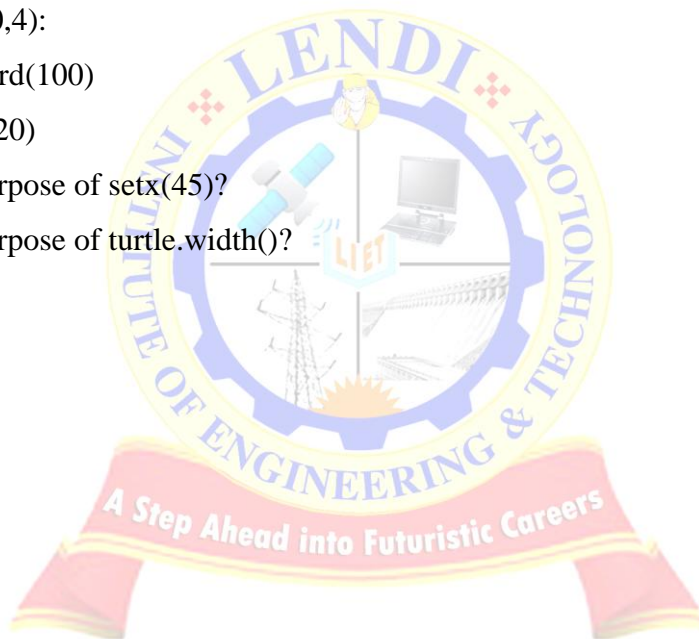 0,4):
rd(100)
20)
rpose of setx(45)?
rpose of turtle.width()?
LENDI
INSTITUTE OF ENGINEERING & TECHNOLOGY
LIET
A Step Ahead into Futuristic Careers